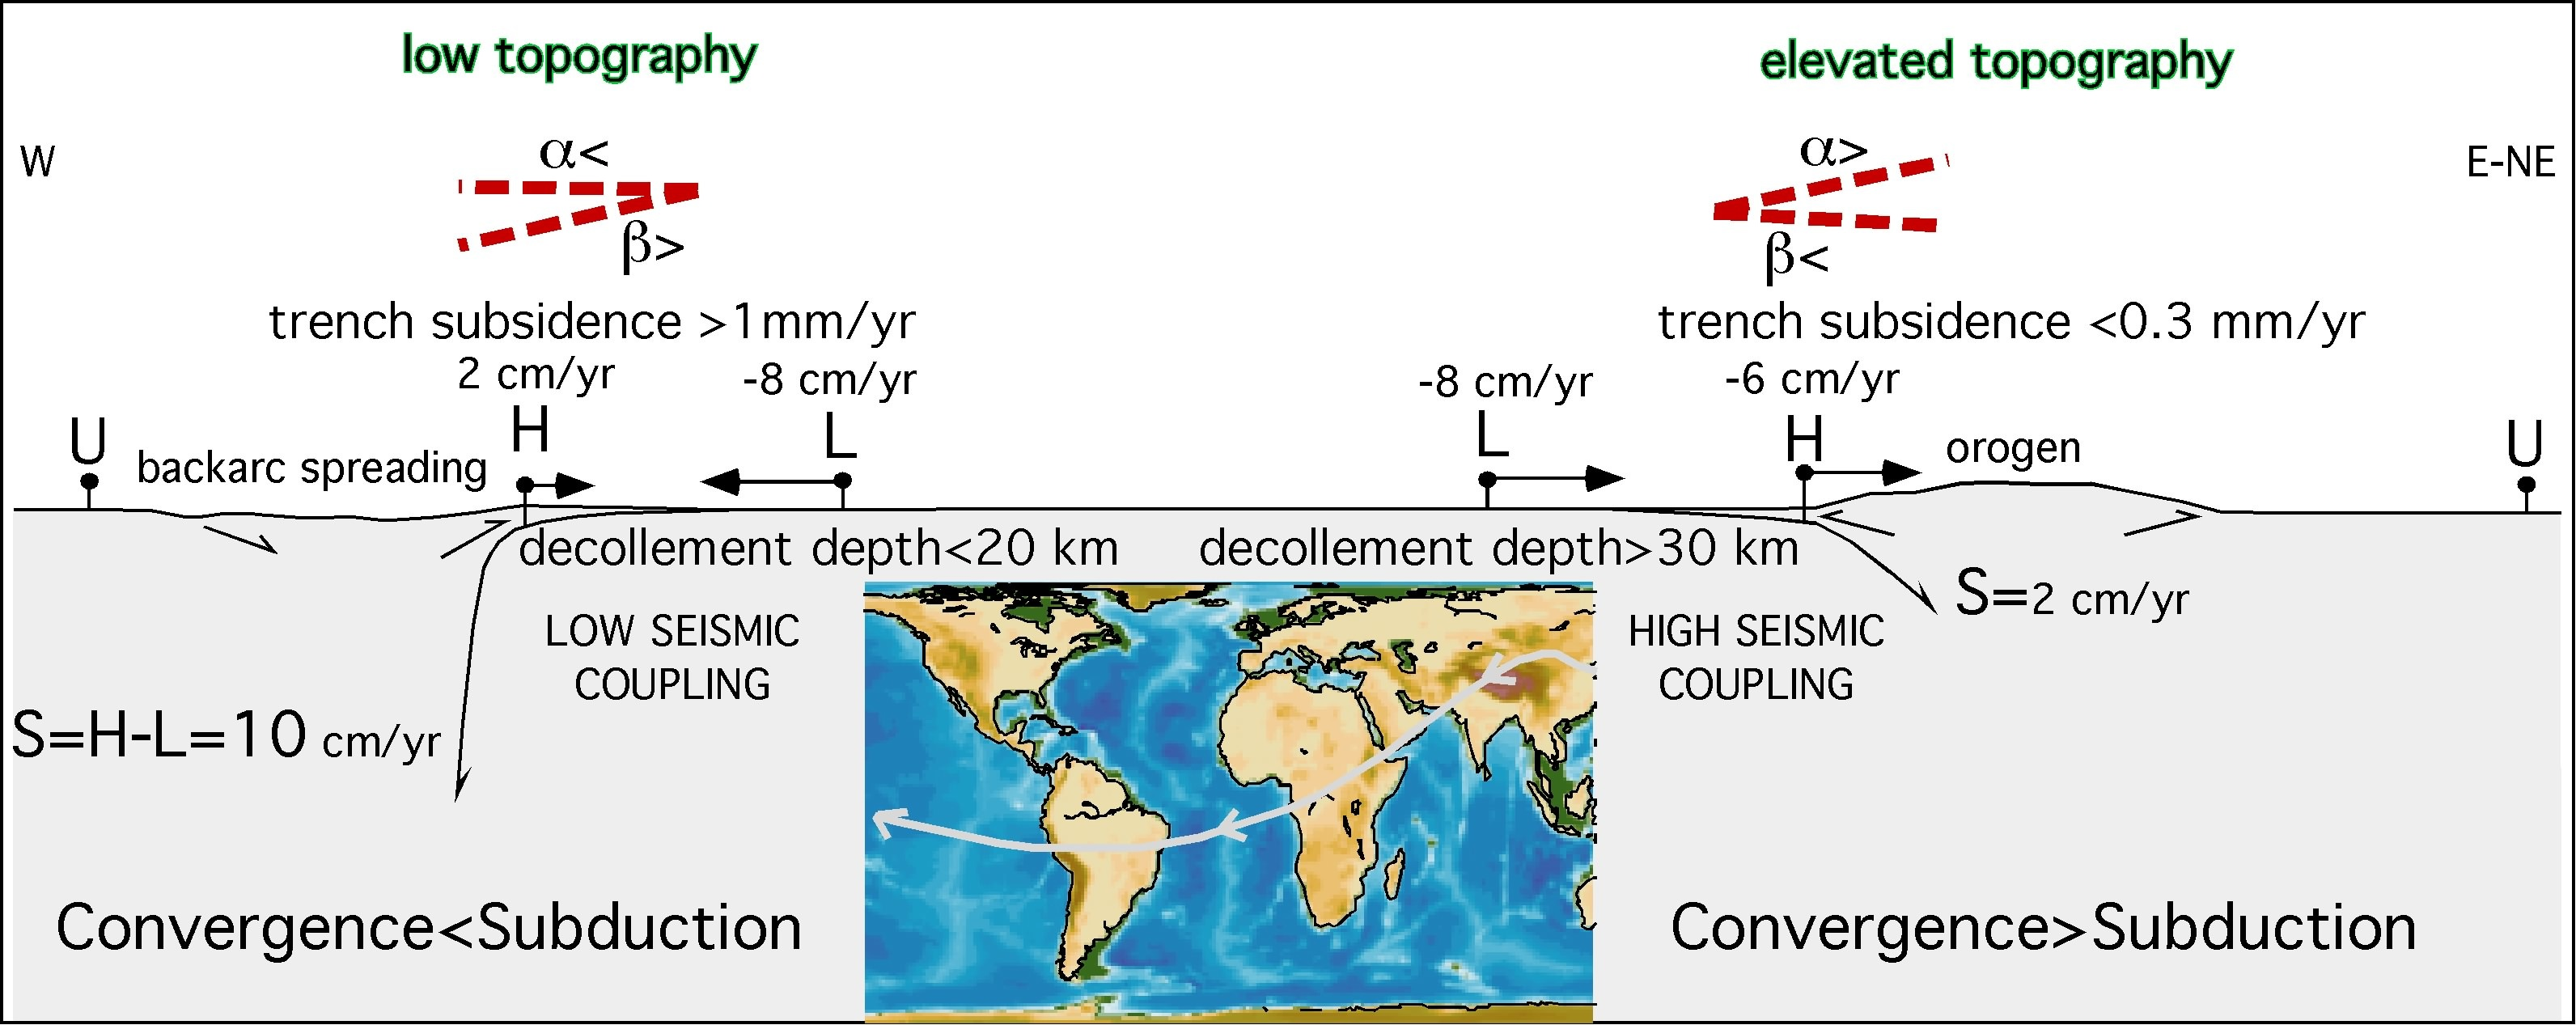 low topography
elevated topography
W
E-NE
α<
β>
α>
β<
trench subsidence >1mm/yr
trench subsidence <0.3 mm/yr
2 cm/yr
-8 cm/yr
-8 cm/yr
-6 cm/yr
U
H
L
L
H
U
backarc spreading
orogen
decollement depth<20 km
decollement depth>30 km
S=2 cm/yr
LOW SEISMIC
COUPLING
HIGH SEISMIC
COUPLING
S=H-L=10 cm/yr
Convergence<Subduction
Convergence>Subduction